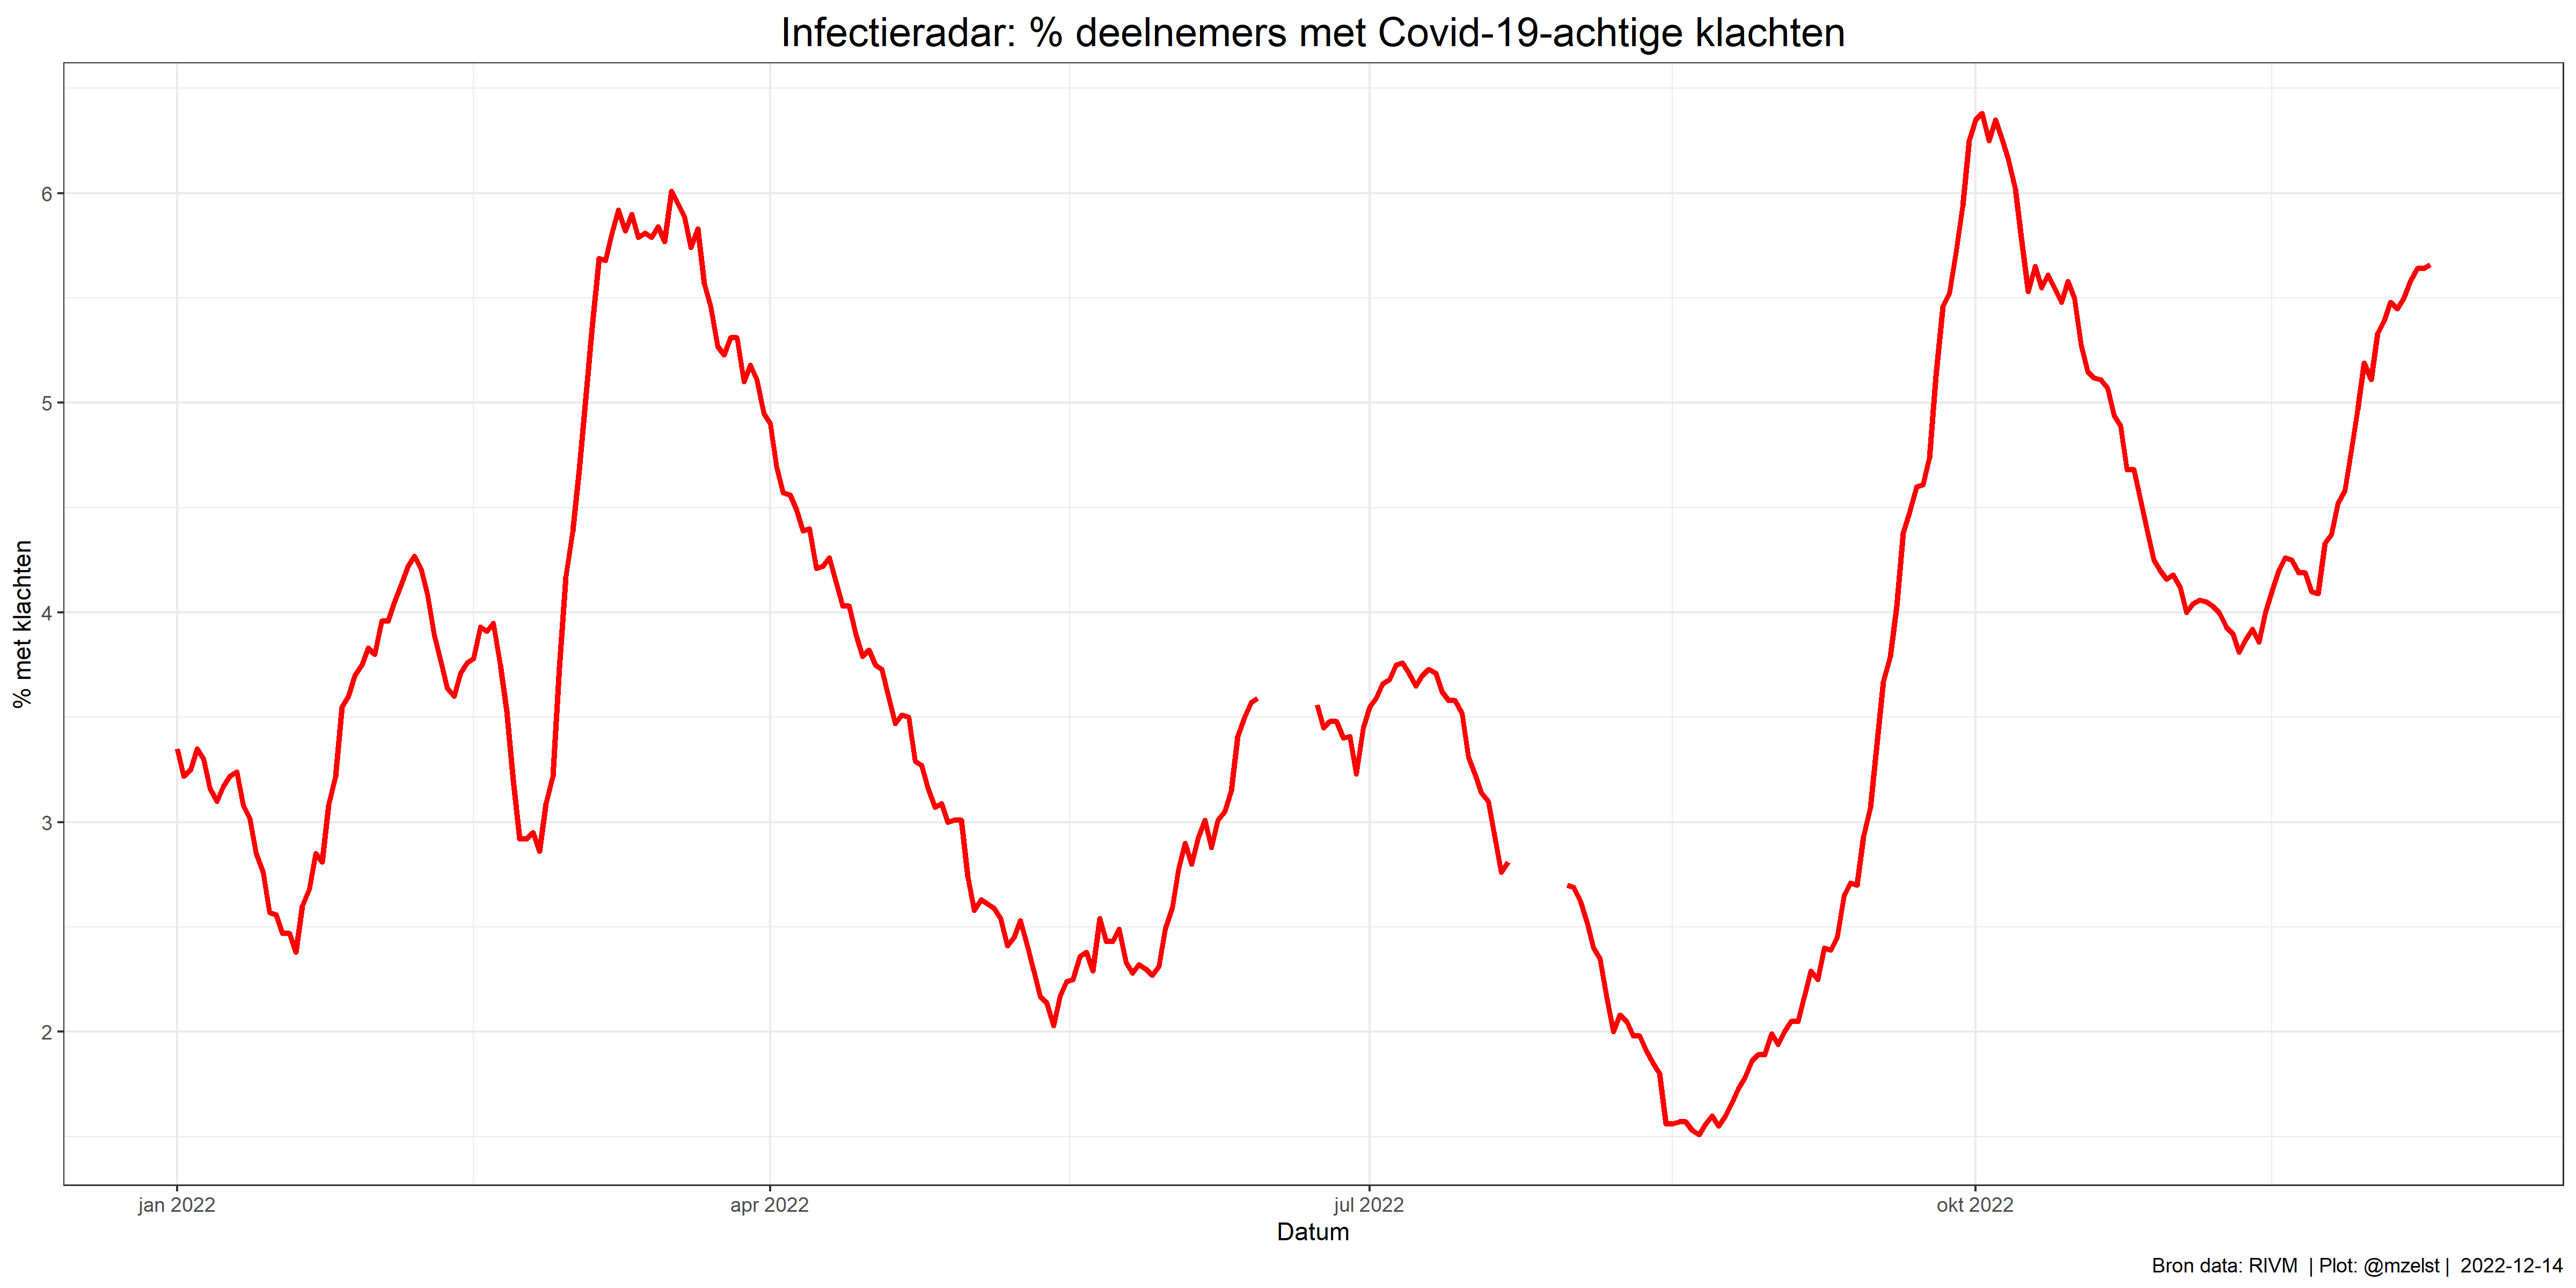 Infectieradar: % deelnemers met Covid-19-achtige klachten
% met klachten
6
5
4
3
2
jan 2022
apr 2022
jul 2022
okt 2022
Datum
Bron data: RIVM | Plot: @mzelst | 2022-12-14